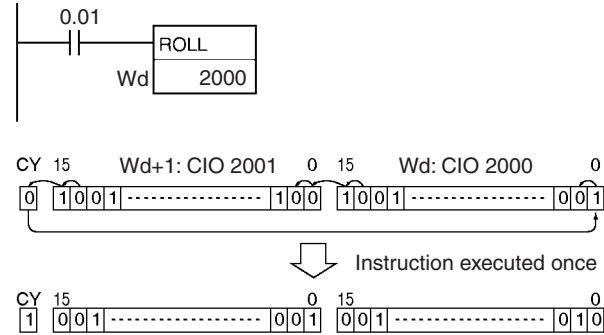 0.01
ROLL
Wd 2000
CY 15 Wd+1: CIO 2001 0 15 Wd: CIO 2000 0
0 1 0 0 1 1 0 0 1 0 0 1 0 0 1
Instruction executed once
CY 15 0 15 0
1 0 0 1 0 0 1 0 0 1 0 1 0